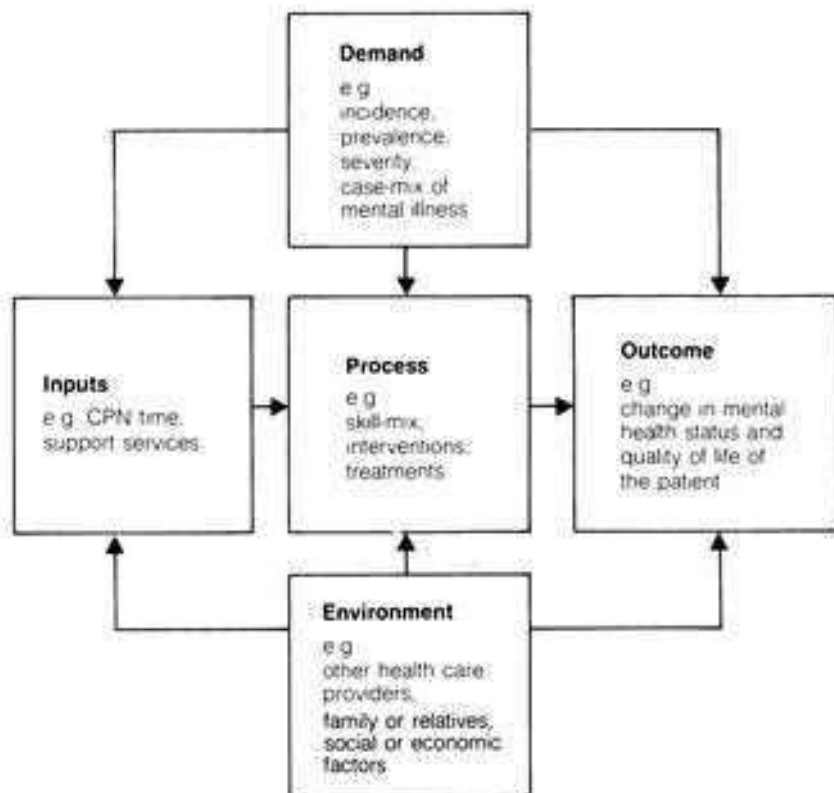 Demand
e g
incidence,
prevalence,
severity,
case-mix of
mental illness
Inputs
e g CPN time,
support services
Process
e g
skill-mix,
interventions,
treatments
Outcome
e g
change in mental
health status and
quality of life of
the patient
Environment
e g
other health care
providers,
family or relatives,
social or economic
factors